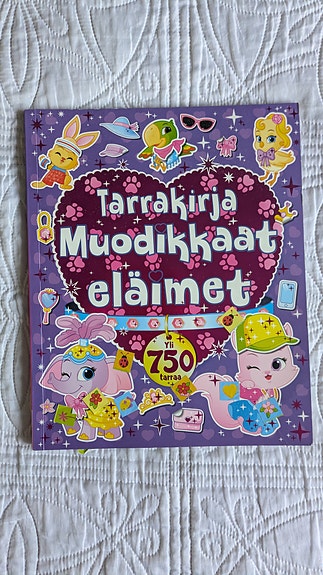 Tarrakirja
Muodikkaat
eläimet
Yli
750
tarraa